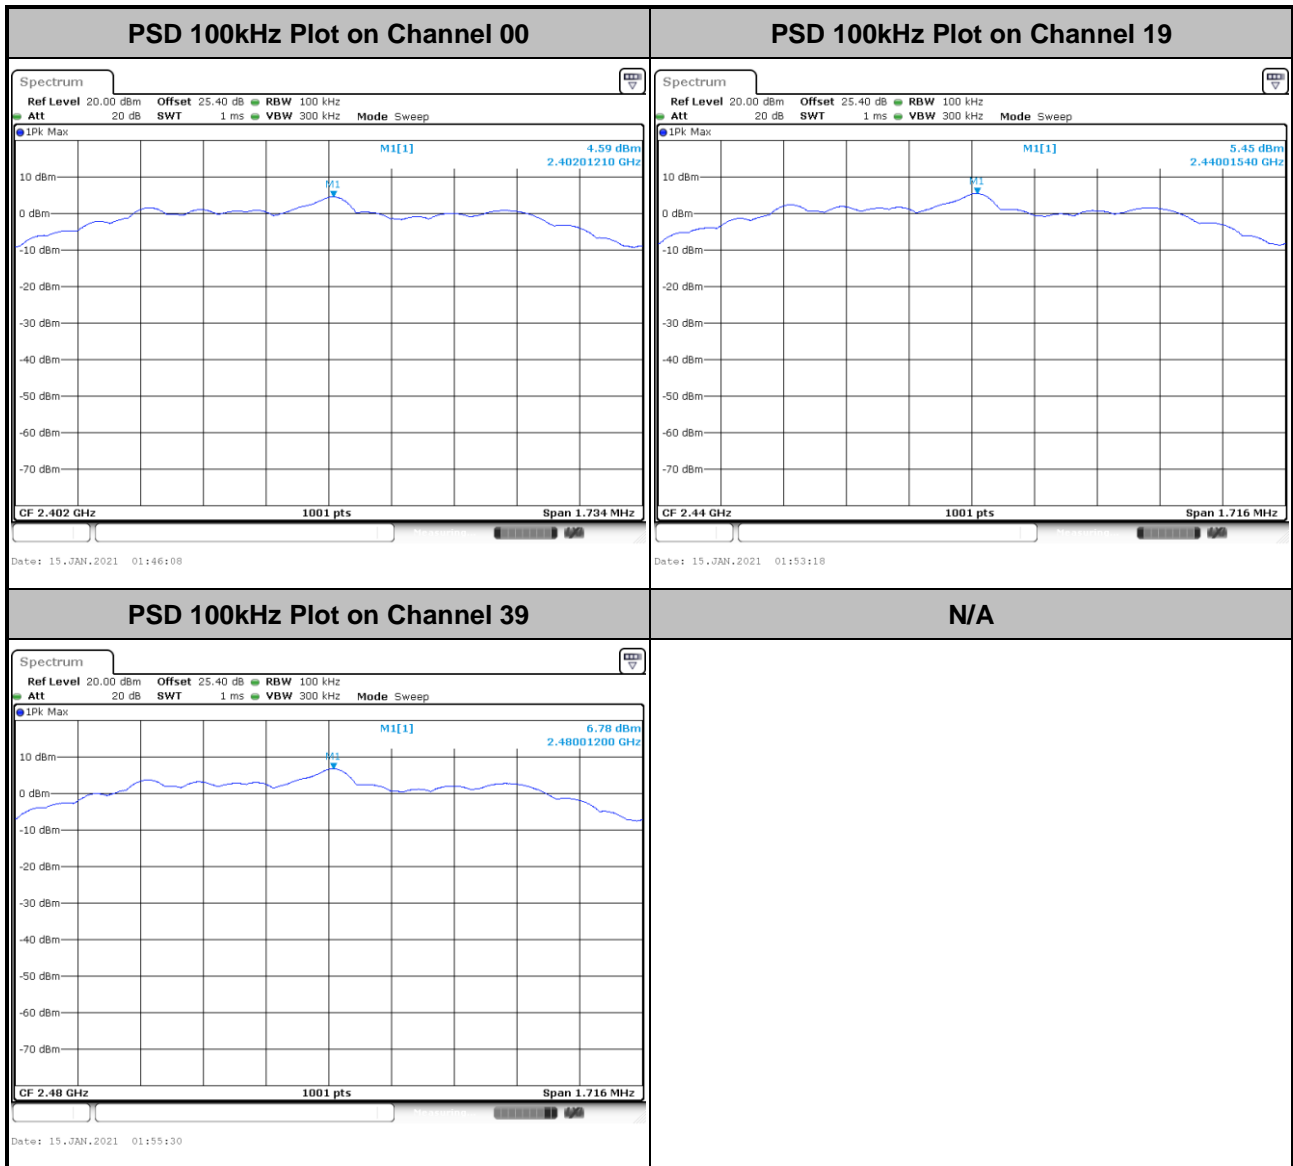 PSD 100kHz Plot on Channel 00
PSD 100kHz Plot on Channel 19
Spectrum
Ref Level 20.00 dBm Offset 25.40 dB RBW 100 kHz
Att 20 dB SWT 1 ms VBW 300 kHz Mode Sweep
1Pk Max
M1[1] 4.59 dBm
2.40201210 GHz
M1
10 dBm
0 dBm
-10 dBm
-20 dBm
-30 dBm
-40 dBm
-50 dBm
-60 dBm
-70 dBm
CF 2.402 GHz 1001 pts Span 1.734 MHz
Measuring
Date: 15.JAN.2021 01:46:08
Spectrum
Ref Level 20.00 dBm Offset 25.40 dB RBW 100 kHz
Att 20 dB SWT 1 ms VBW 300 kHz Mode Sweep
1Pk Max
M1[1] 5.45 dBm
2.44001540 GHz
M1
10 dBm
0 dBm
-10 dBm
-20 dBm
-30 dBm
-40 dBm
-50 dBm
-60 dBm
-70 dBm
CF 2.44 GHz 1001 pts Span 1.716 MHz
Measuring
Date: 15.JAN.2021 01:53:18
PSD 100kHz Plot on Channel 39
N/A
Spectrum
Ref Level 20.00 dBm Offset 25.40 dB RBW 100 kHz
Att 20 dB SWT 1 ms VBW 300 kHz Mode Sweep
1Pk Max
M1[1] 6.78 dBm
2.48001200 GHz
M1
10 dBm
0 dBm
-10 dBm
-20 dBm
-30 dBm
-40 dBm
-50 dBm
-60 dBm
-70 dBm
CF 2.48 GHz 1001 pts Span 1.716 MHz
Measuring
Date: 15.JAN.2021 01:55:30